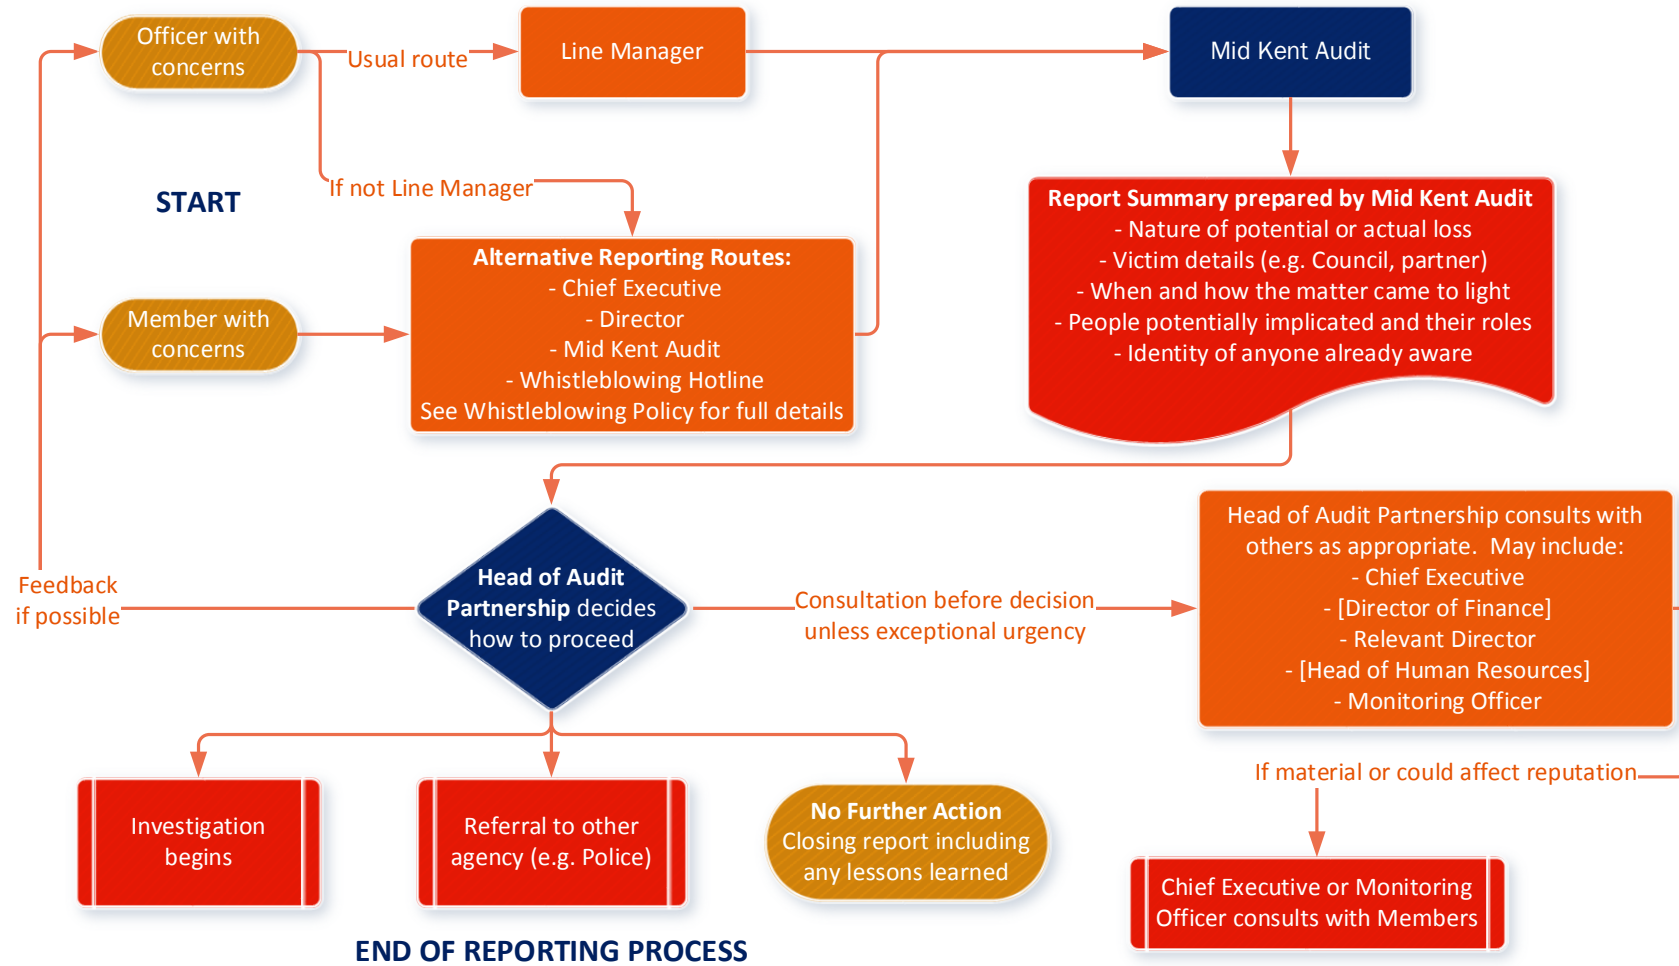 Officer with
concerns
Usual route
Line Manager
Mid Kent Audit
If not Line Manager
START
Report Summary prepared by Mid Kent Audit
- Nature of potential or actual loss
- Victim details (e.g. Council, partner)
- When and how the matter came to light
- People potentially implicated and their roles
- Identity of anyone already aware
Member with
concerns
Alternative Reporting Routes:
- Chief Executive
- Director
- Mid Kent Audit
- Whistleblowing Hotline
See Whistleblowing Policy for full details
Feedback
if possible
Head of Audit
Partnership decides
how to proceed
Consultation before decision
unless exceptional urgency
Head of Audit Partnership consults with
others as appropriate.  May include:
- Chief Executive
- [Director of Finance]
- Relevant Director
- [Head of Human Resources]
- Monitoring Officer
If material or could affect reputation
Investigation
begins
Referral to other
agency (e.g. Police)
No Further Action
Closing report including
any lessons learned
Chief Executive or Monitoring
Officer consults with Members
END OF REPORTING PROCESS